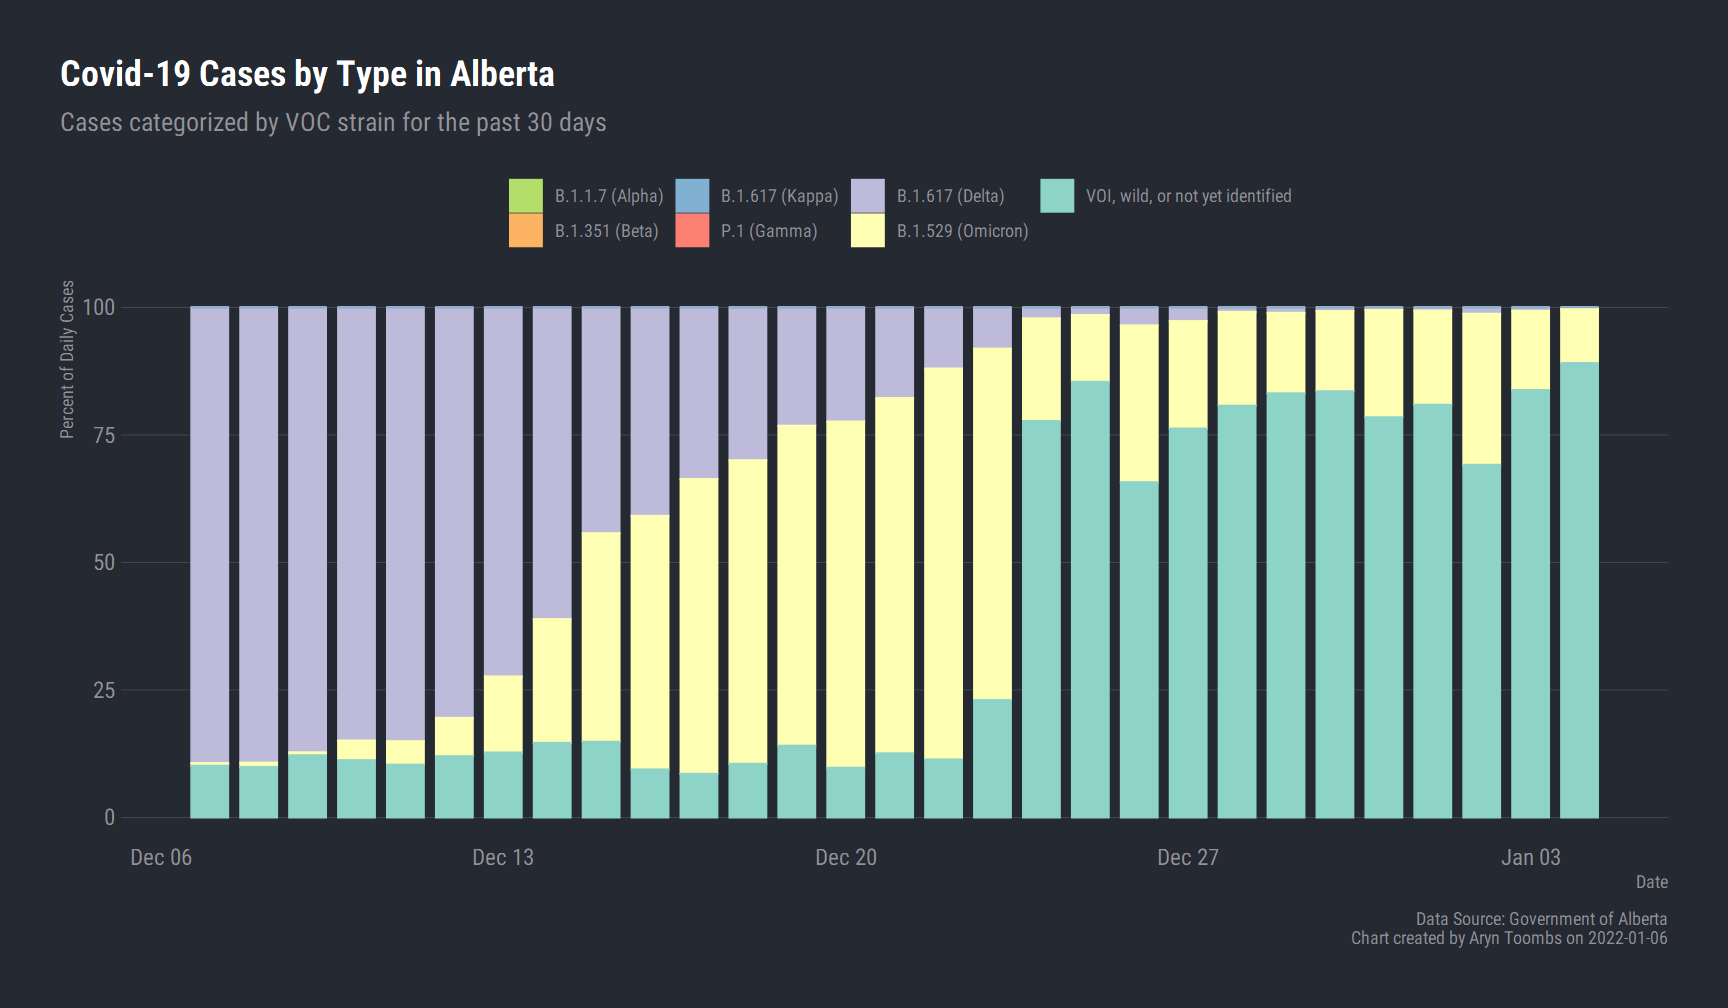 Covid-19 Cases by Type in Alberta
Cases categorized by VOC strain for the past 30 days
B.1.1.7 (Alpha) B.1.617 (Kappa) B.1.617 (Delta) VOI, wild, or not yet identified
B.1.351 (Beta) P.1 (Gamma) B.1.529 (Omicron)
Percent of Daily Cases
100
75
50
25
0
Dec 06 Dec 13 Dec 20 Dec 27 Jan 03
Date
Data Source: Government of Alberta
Chart created by Aryn Toombs on 2022-01-06